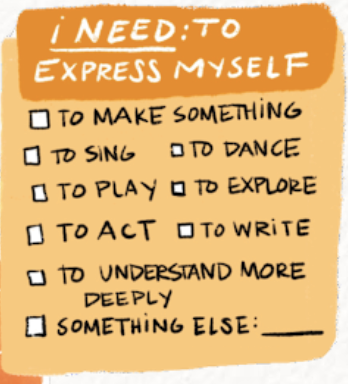 i NEED: TO
EXPRESS MYSELF
TO MAKE SOMETHiNG
TO SiNG TO DANCE
TO PLAY TO EXPLORE
TO ACT TO WRiTE
TO UNDERSTAND MORE
DEEPLY
SOMETHiNG ELSE: ____